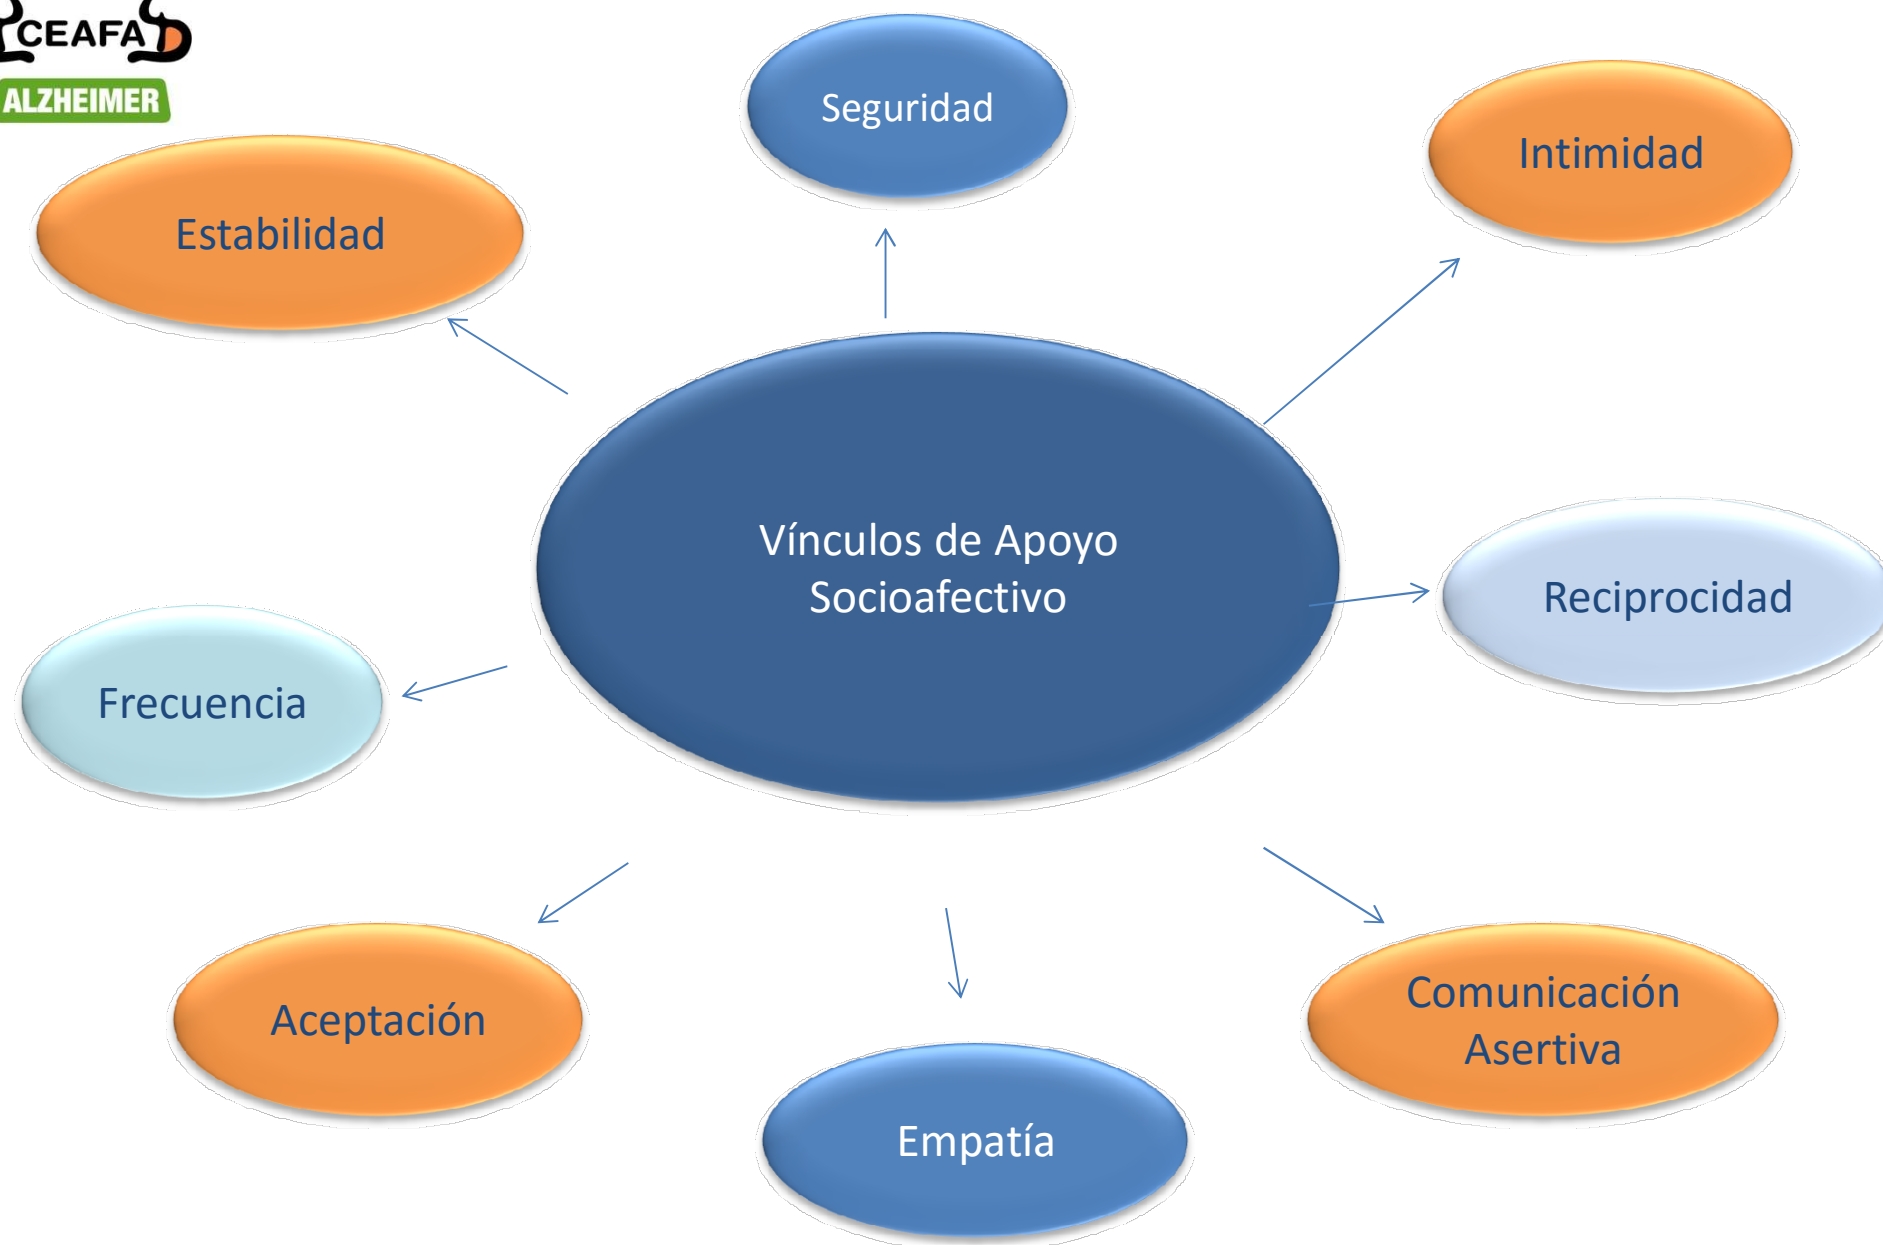 CEAFA
ALZHEIMER
Seguridad
Intimidad
Estabilidad
Vínculos de Apoyo
Socioafectivo
Reciprocidad
Frecuencia
Aceptación
Comunicación
Asertiva
Empatía